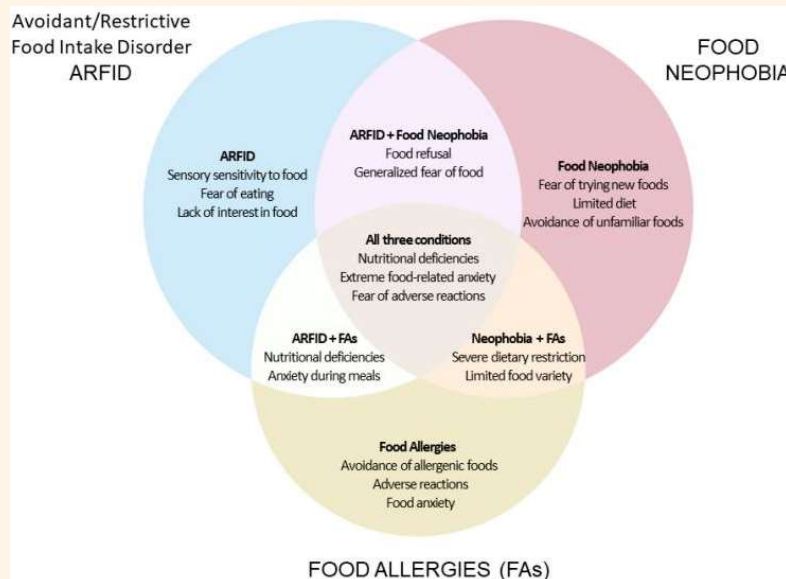 Avoidant/Restrictive
Food Intake Disorder
ARFID
FOOD
NEOPHOBIA
ARFID + Food Neophobia
Food refusal
Generalized fear of food
ARFID
Sensory sensitivity to food
Fear of eating
Lack of interest in food
Food Neophobia
Fear of trying new foods
Limited diet
Avoidance of unfamiliar foods
All three conditions
Nutritional deficiencies
Extreme food-related anxiety
Fear of adverse reactions
ARFID + FAs
Nutritional deficiencies
Anxiety during meals
Neophobia + FAs
Severe dietary restriction
Limited food variety
Food Allergies
Avoidance of allergenic foods
Adverse reactions
Food anxiety
FOOD ALLERGIES (FAs)